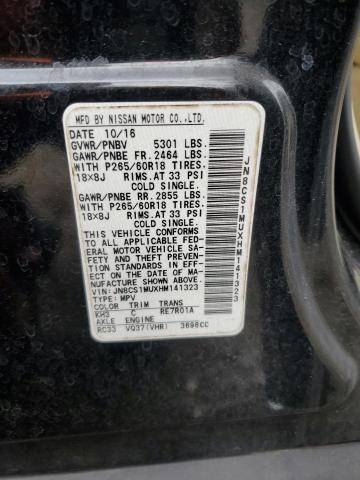 MFD BY NISSAN MOTOR CO.,LTD.
DATE 10/16
GVWR/PNBV 5301 LBS.
GAWR/PNBE FR. 2464 LBS.
WITH P265/60R18 TIRES,
18x8J RIMS.AT 33 PSI
COLD SINGLE.
GAWR/PNBE RR. 2855 LBS.
WITH P265/60R18 TIRES,
18x8J RIMS.AT 33 PSI
COLD SINGLE.
THIS VEHICLE CONFORMS
TO ALL APPLICABLE FED-
ERAL MOTOR VEHICLE SAF-
ETY AND THEFT PREVENTI-
ON STANDARDS IN EFF-
ECT ON THE DATE OF MA-
NUFACTURE SHOWN ABOVE.
VIN:JN8CS1MUXHM141323
TYPE:MPV
COLOR TRIM TRANS
KH3 C RE7R01A
AXLE ENGINE
RC33 VQ37(VHR) 3696CC
JN8CS1MUXHM141323